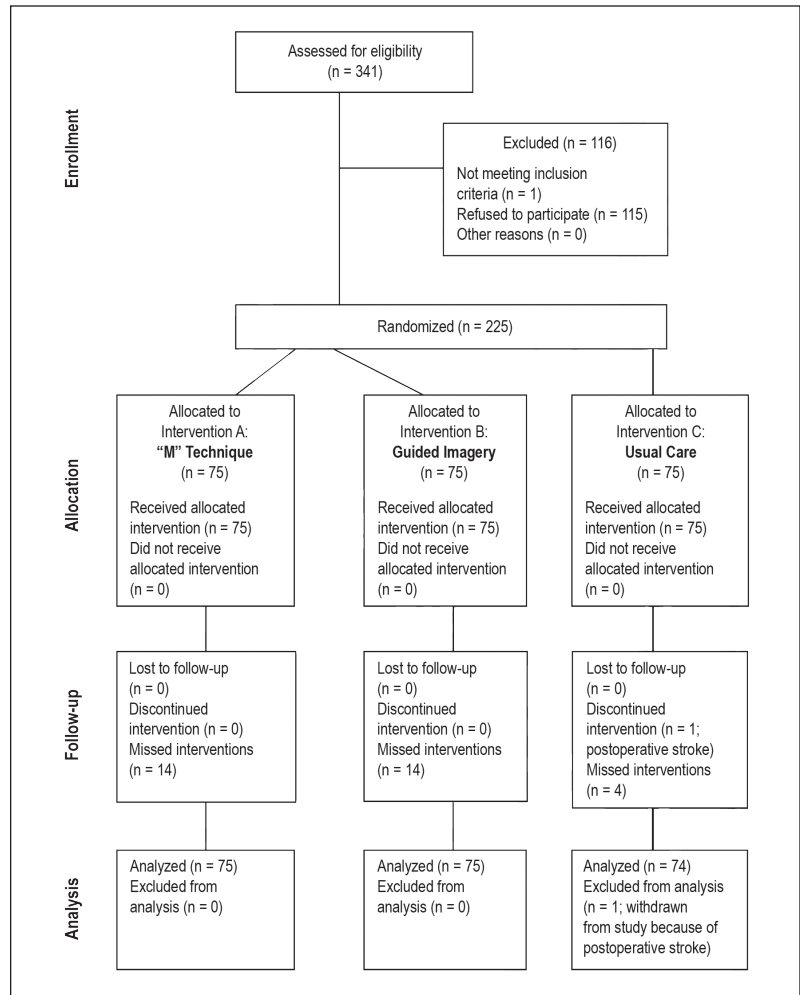 Enrollment
Assessed for eligibility
(n = 341)
Excluded (n = 116)
Not meeting inclusion
criteria (n = 1)
Refused to participate (n = 115)
Other reasons (n = 0)
Randomized (n = 225)
Allocation
Allocated to
Intervention A:
“M” Technique
(n = 75)
Received allocated
intervention (n = 75)
Did not receive
allocated intervention
(n = 0)
Allocated to
Intervention B:
Guided Imagery
(n = 75)
Received allocated
intervention (n = 75)
Did not receive
allocated intervention
(n = 0)
Allocated to
Intervention C:
Usual Care
(n = 75)
Received allocated
intervention (n = 75)
Did not receive
allocated intervention
(n = 0)
Follow-up
Lost to follow-up
(n = 0)
Discontinued
intervention (n = 0)
Missed interventions
(n = 14)
Lost to follow-up
(n = 0)
Discontinued
intervention (n = 0)
Missed interventions
(n = 14)
Lost to follow-up
(n = 0)
Discontinued
intervention (n = 1;
postoperative stroke)
Missed interventions
(n = 4)
Analysis
Analyzed (n = 75)
Excluded from
analysis (n = 0)
Analyzed (n = 75)
Excluded from
analysis (n = 0)
Analyzed (n = 74)
Excluded from analysis
(n = 1; withdrawn
from study because of
postoperative stroke)